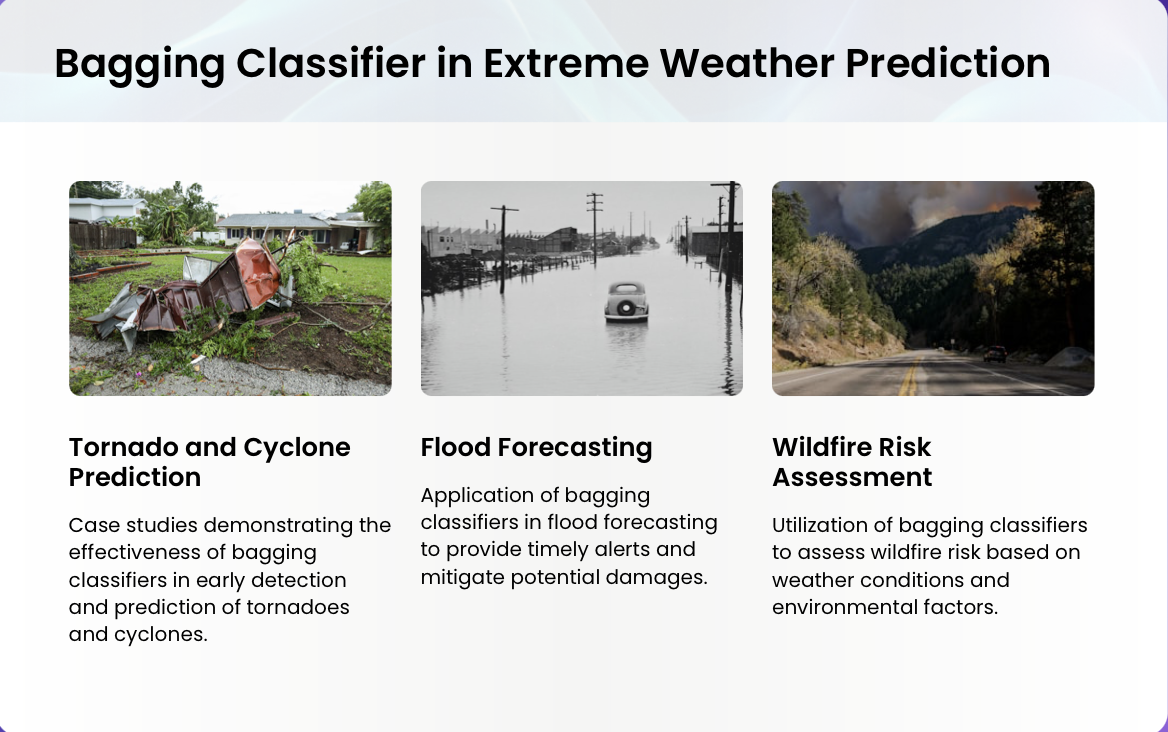 Bagging Classifier in Extreme Weather Prediction
Tornado and Cyclone
Prediction
Case studies demonstrating the
effectiveness of bagging
classifiers in early detection
and prediction of tornadoes
and cyclones.
Flood Forecasting
Application of bagging
classifiers in flood forecasting
to provide timely alerts and
mitigate potential damages.
Wildfire Risk
Assessment
Utilization of bagging classifiers
to assess wildfire risk based on
weather conditions and
environmental factors.